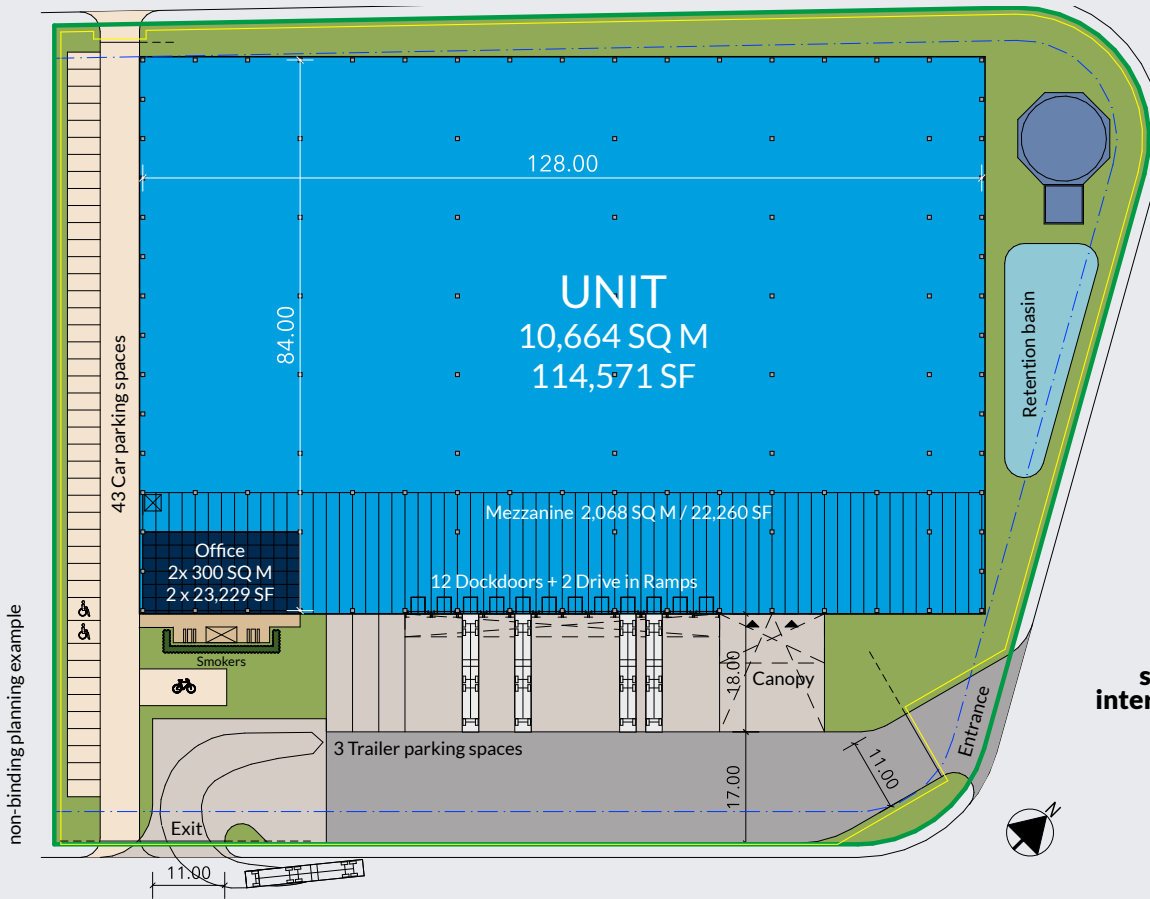 128.00
UNIT
10,664 SQ M
114,571 SF
84.00
43 Car parking spaces
Retention basin
Mezzanine 2,068 SQ M / 22,260 SF
Office
2x 300 SQ M
2 x 23,229 SF
12 Dockdoors + 2 Drive in Ramps
Smokers
18.00
Canopy
3 Trailer parking spaces
17.00
11.00
Entrance
Exit
11.00
N
non-binding planning example
s
inter